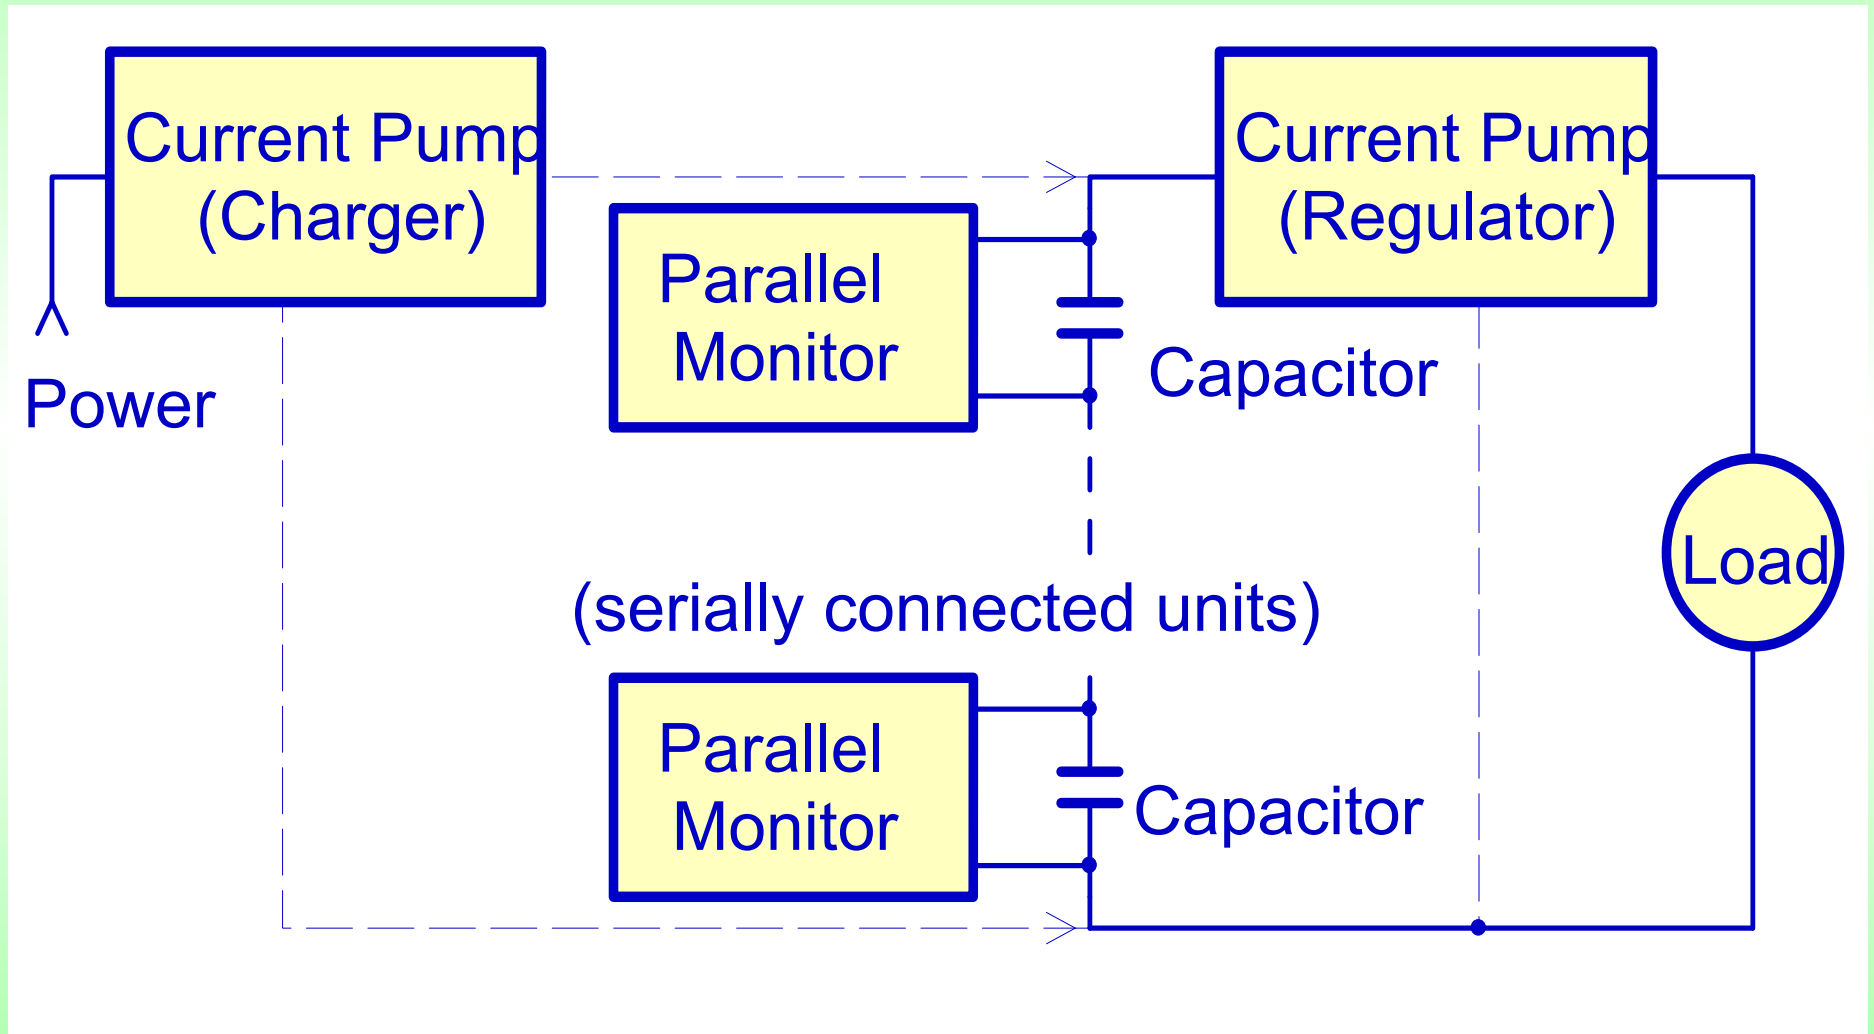 Current Pump
(Charger)
Current Pump
(Regulator)
Parallel
Monitor
Capacitor
Power
Load
(serially connected units)
Parallel
Monitor
Capacitor